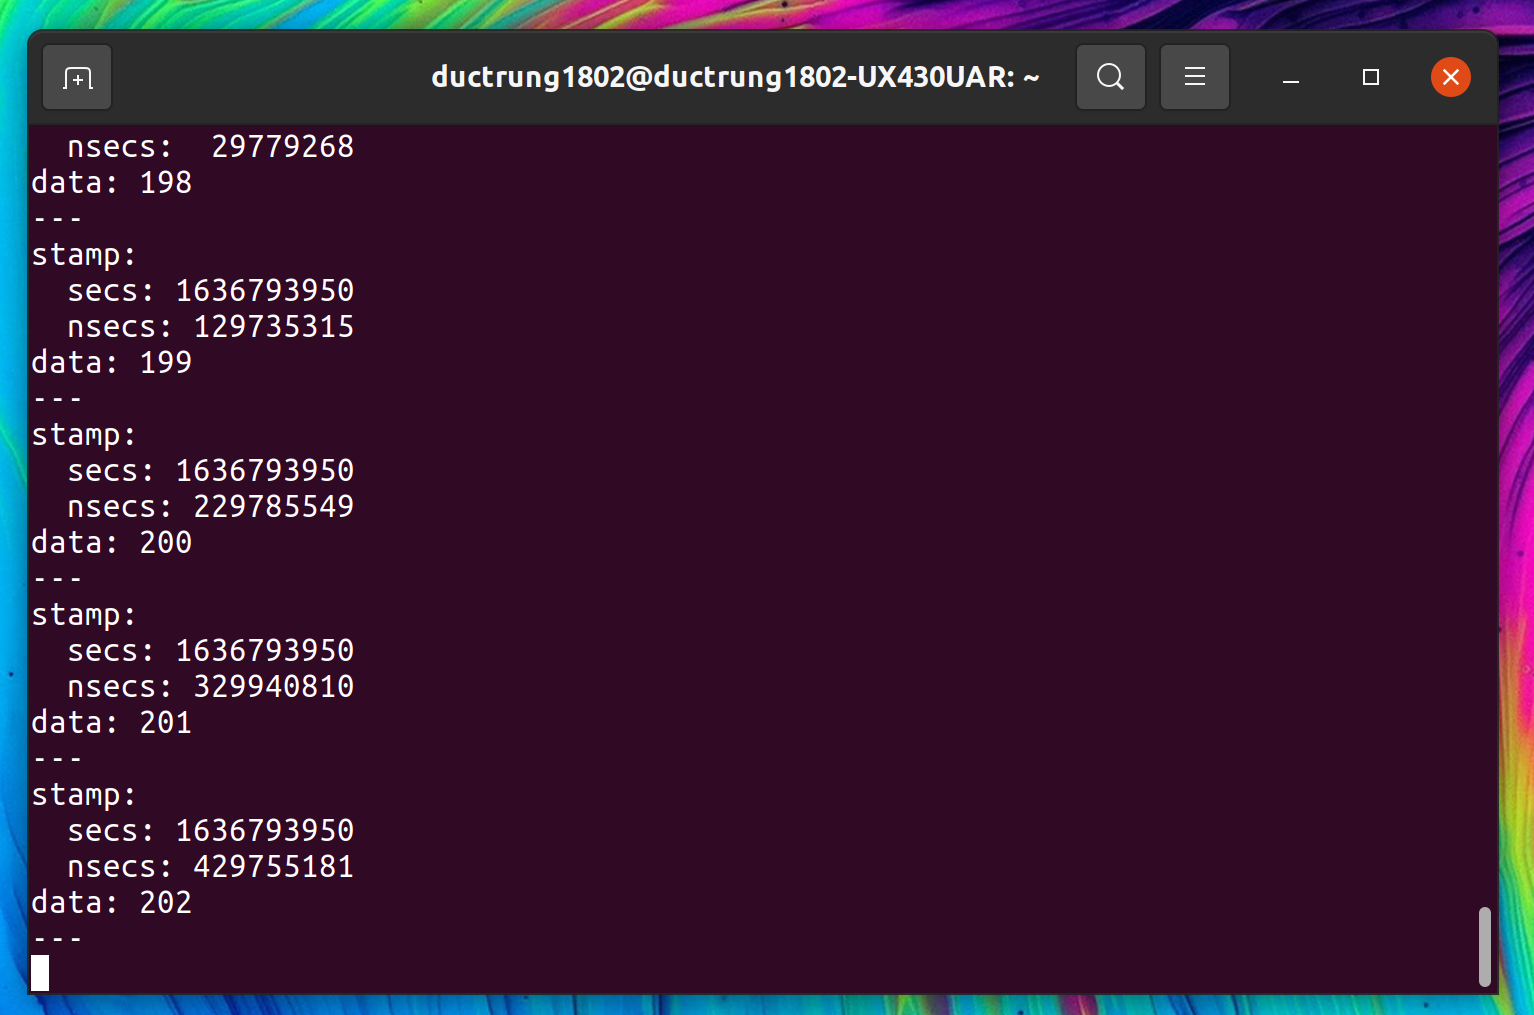 ductrung1802@ductrung1802-UX430UAR: ~
  nsecs:  29779268
data: 198
---
stamp:
  secs: 1636793950
  nsecs: 129735315
data: 199
---
stamp:
  secs: 1636793950
  nsecs: 229785549
data: 200
---
stamp:
  secs: 1636793950
  nsecs: 329940810
data: 201
---
stamp:
  secs: 1636793950
  nsecs: 429755181
data: 202
---